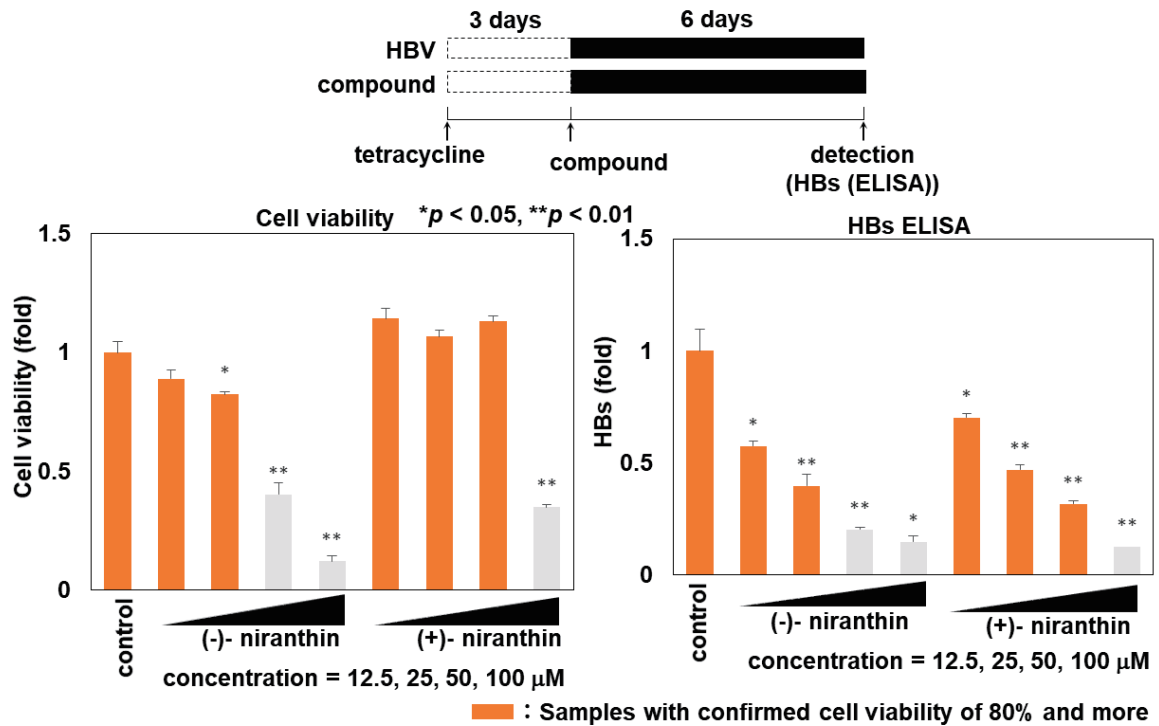 3 days 6 days
HBV
compound
tetracycline compound detection
(HBs (ELISA))
Cell viability *p < 0.05, **p < 0.01
Cell viability (fold)
1.5
1
0.5
0
*
**
**
**
control
(-)- niranthin (+)- niranthin
concentration = 12.5, 25, 50, 100 μM
HBs ELISA
HBs (fold)
1.5
1
0.5
0
*
**
**
*
*
**
**
**
control
(-)- niranthin (+)- niranthin
concentration = 12.5, 25, 50, 100 μM
: Samples with confirmed cell viability of 80% and more